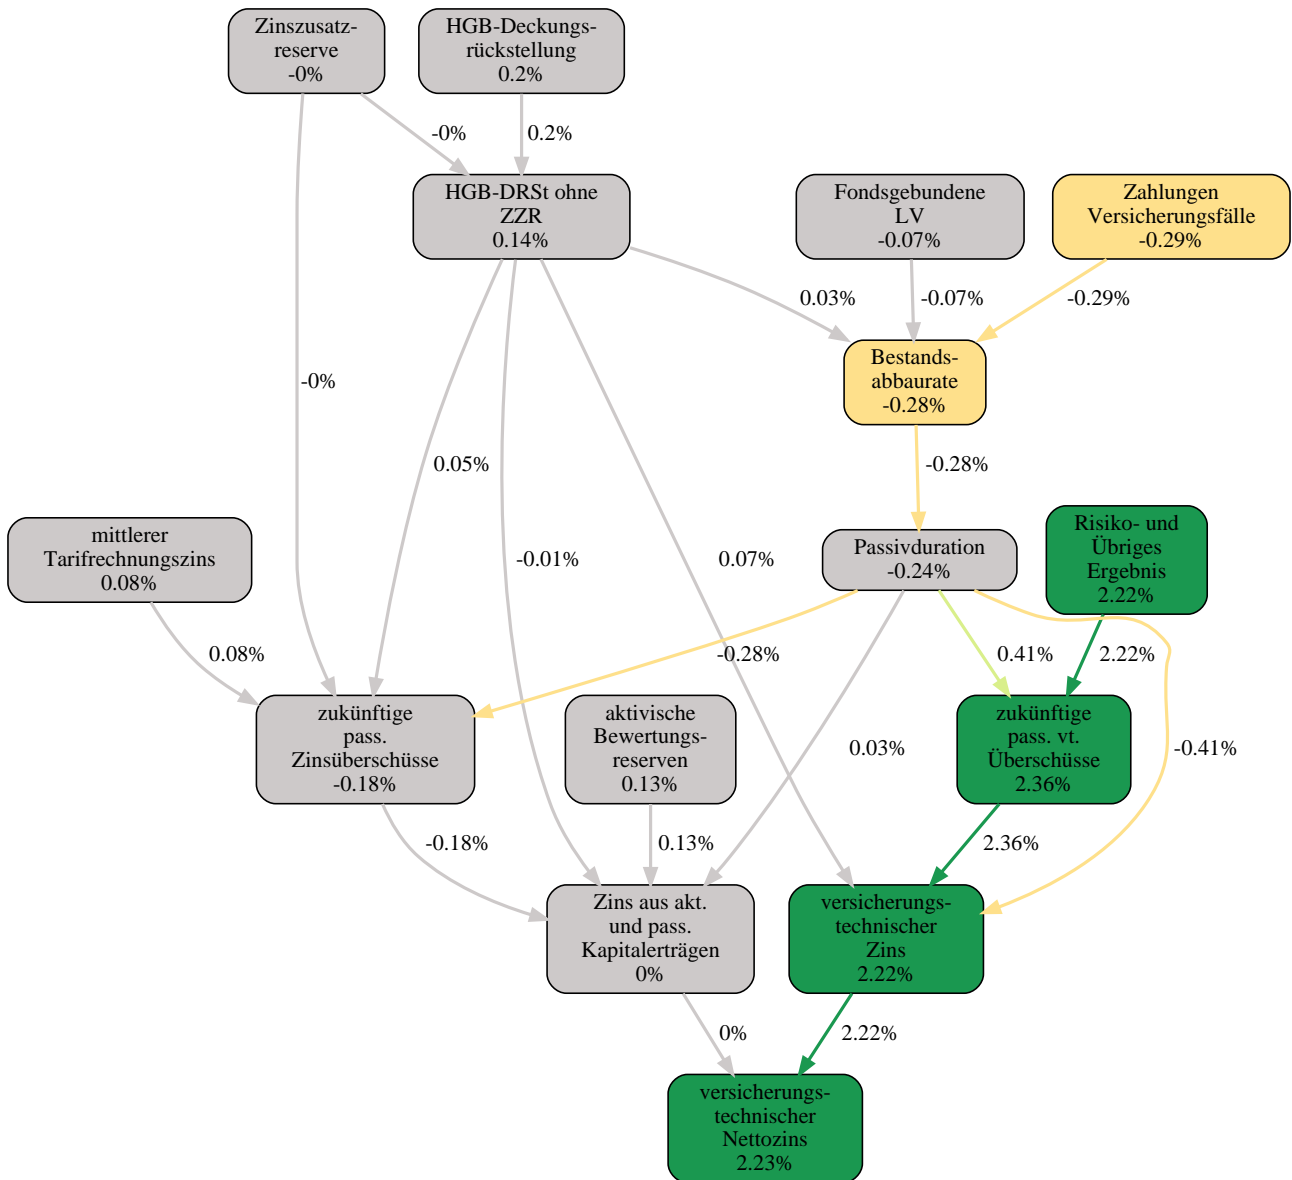 Zinszusatz-
reserve
-0%
HGB-Deckungs-
rückstellung
0.2%
-0%
0.2%
HGB-DRSt ohne
ZZR
0.14%
Fondsgebundene
LV
-0.07%
Zahlungen
Versicherungsfälle
-0.29%
0.03%
-0.07%
-0.29%
-0%
Bestands-
abbaurate
-0.28%
0.05%
-0.28%
mittlerer
Tarifrechnungszins
0.08%
-0.01%
0.07%
Passivduration
-0.24%
Risiko- und
Übriges
Ergebnis
2.22%
0.08%
-0.28%
0.41%
2.22%
zukünftige
pass.
Zinsüberschüsse
-0.18%
aktivische
Bewertungs-
reserven
0.13%
0.03%
zukünftige
pass. vt.
Überschüsse
2.36%
-0.41%
-0.18%
0.13%
2.36%
Zins aus akt.
und pass.
Kapitalerträgen
0%
versicherungs-
technischer
Zins
2.22%
0%
2.22%
versicherungs-
technischer
Nettozins
2.23%